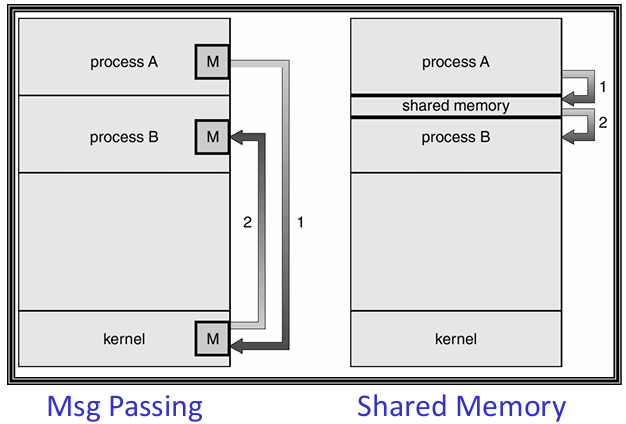 process A
M
process B
M
2
1
kernel
M
process A
1
shared memory
2
process B
kernel
Msg Passing
Shared Memory